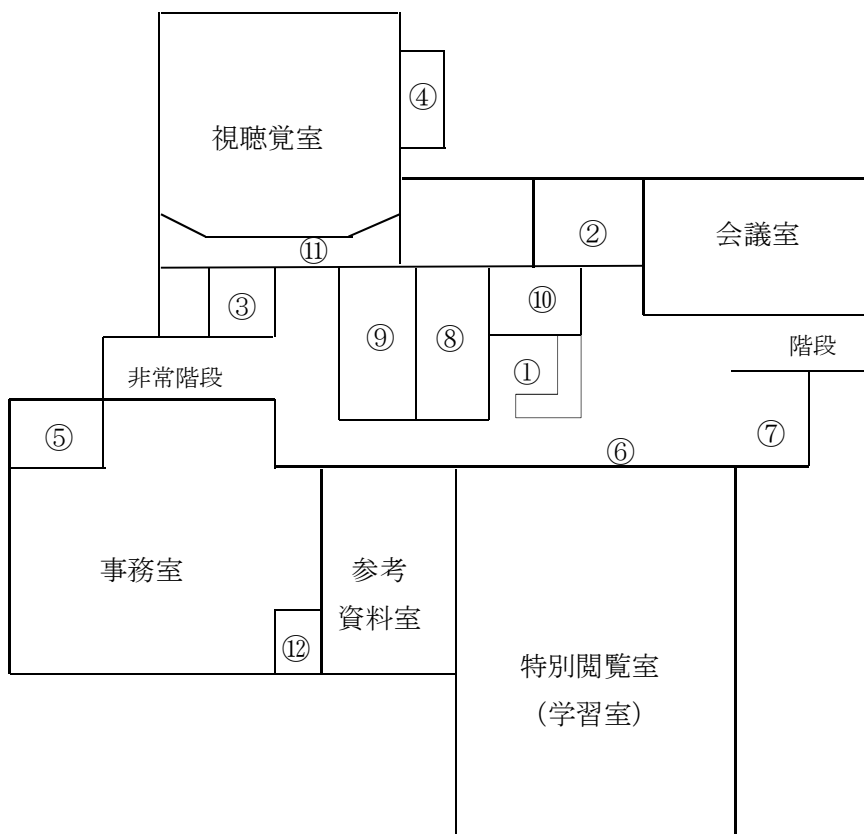 ④
視聴覚室
②
会議室
⑪
③
⑨
⑧
⑩
①
階段
非常階段
⑤
⑥
⑦
事務室
参考
資料室
⑫
特別閲覧室
（学習室）